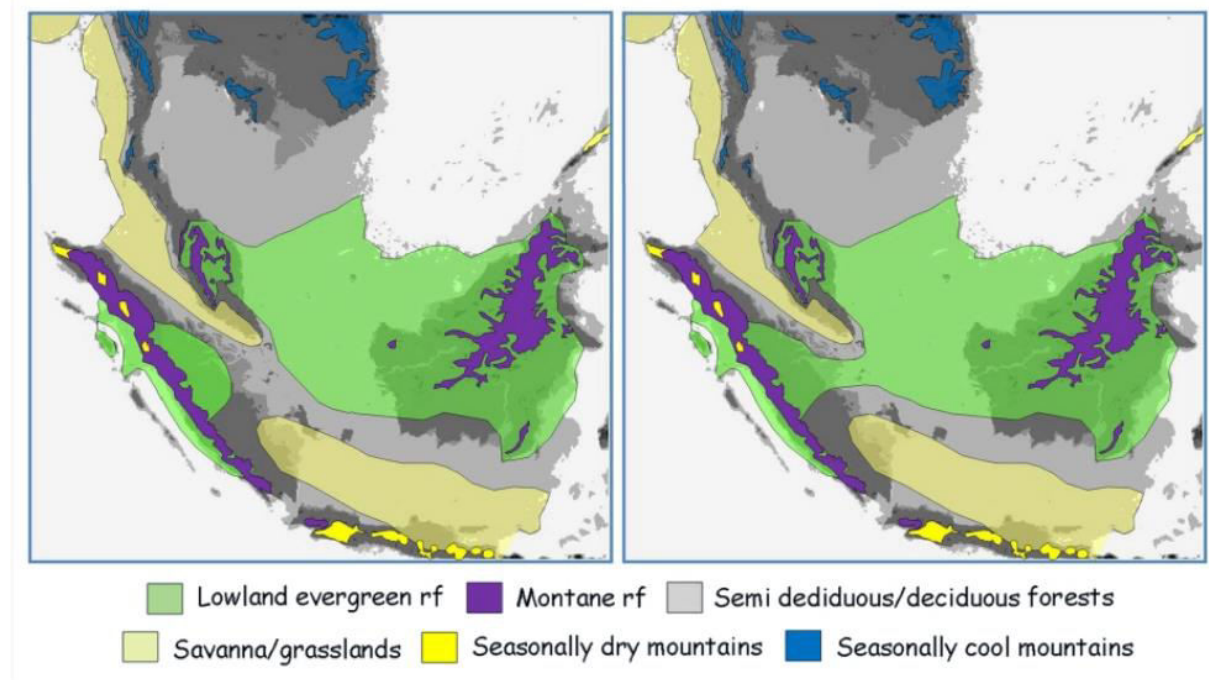 Lowland evergreen rf Montane rf Semi dediduous/deciduous forests
Savanna/grasslands Seasonally dry mountains Seasonally cool mountains